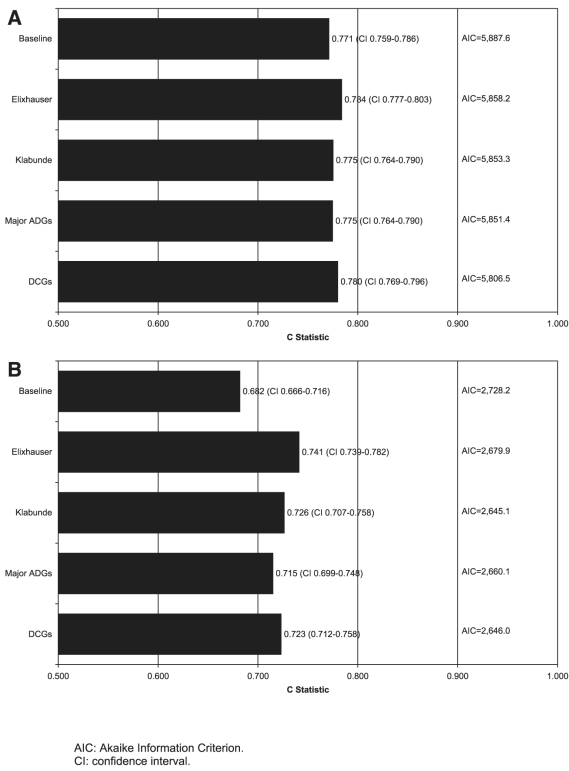 A
Baseline 0.771 (CI 0.759-0.786) AIC=5,887.6
Elixhauser 0.784 (CI 0.777-0.803) AIC=5,858.2
Klabunde 0.775 (CI 0.764-0.790) AIC=5,853.3
Major ADGs 0.775 (CI 0.764-0.790) AIC=5,851.4
DCGs 0.780 (CI 0.769-0.796) AIC=5,806.5
0.500 0.600 0.700 0.800 0.900 1.000
C Statistic
B
Baseline 0.682 (CI 0.666-0.716) AIC=2,728.2
Elixhauser 0.741 (CI 0.739-0.782) AIC=2,679.9
Klabunde 0.726 (CI 0.707-0.758) AIC=2,645.1
Major ADGs 0.715 (CI 0.699-0.748) AIC=2,660.1
DCGs 0.723 (0.712-0.758) AIC=2,646.0
0.500 0.600 0.700 0.800 0.900 1.000
C Statistic
AIC: Akaike Information Criterion.
CI: confidence interval.